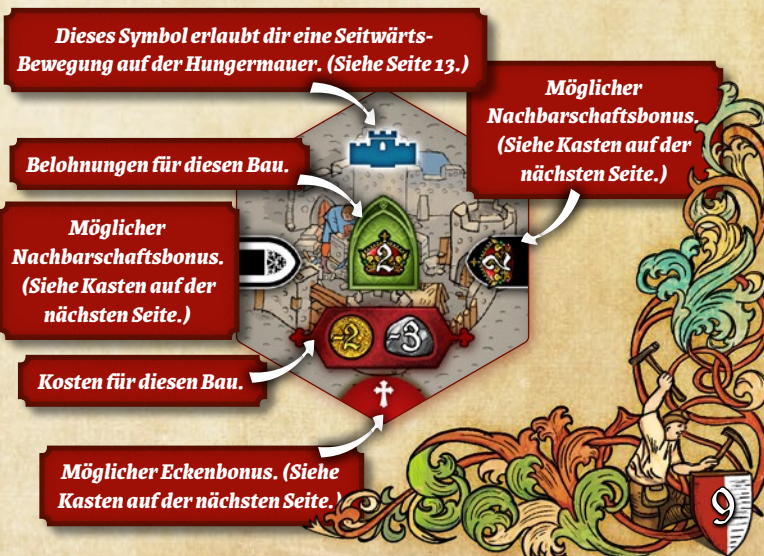 Dieses Symbol erlaubt dir eine Seitwärts-
Bewegung auf der Hungermauer. (Siehe Seite 13.)
Möglicher
Nachbarschaftsbonus.
(Siehe Kasten auf der
nächsten Seite.)
Belohnungen für diesen Bau.
2
2
Möglicher
Nachbarschaftsbonus.
(Siehe Kasten auf der
nächsten Seite.)
-2 -3
Kosten für diesen Bau.
Möglicher Eckenbonus. (Siehe
Kasten auf der nächsten Seite.)
9